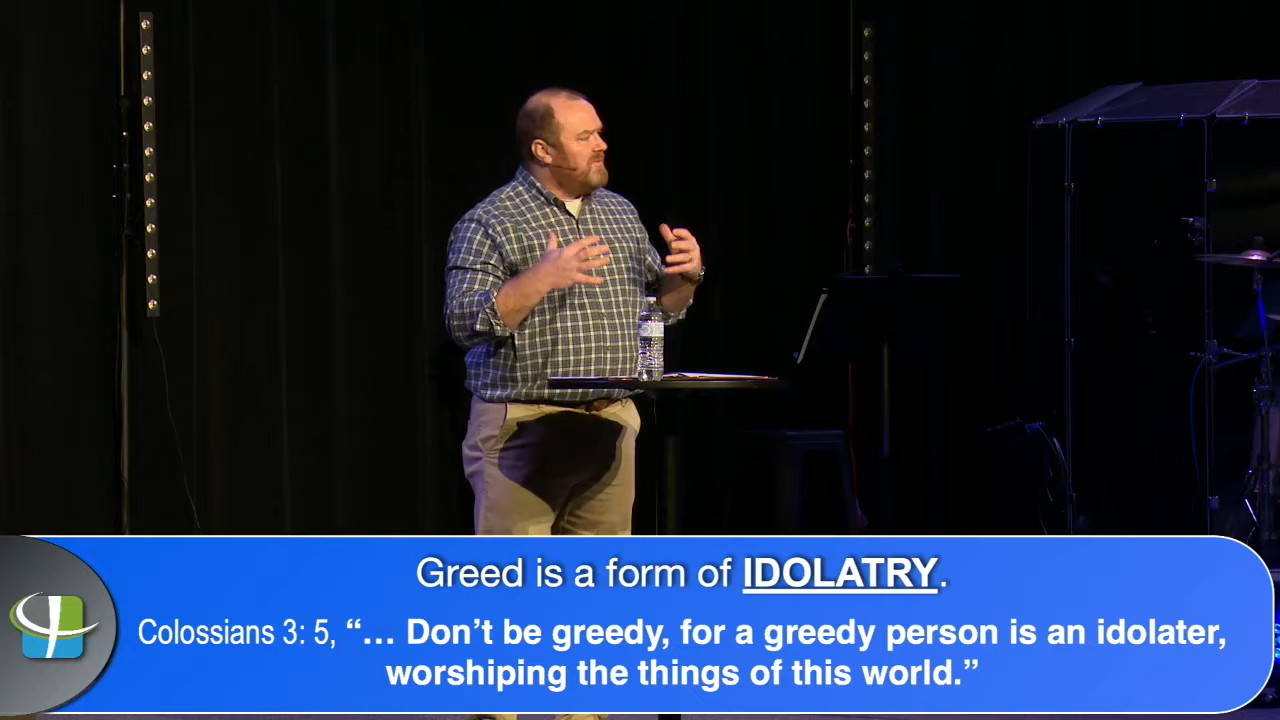 Greed is a form of IDOLATRY.
Colossians 3: 5, “… Don’t be greedy, for a greedy person is an idolater,
worshiping the things of this world.”